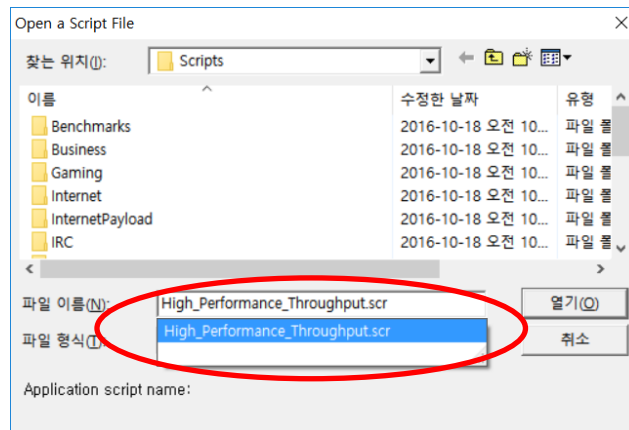 Open a Script File
찾는 위치(I):
Scripts
이름
수정한 날짜
유형
Benchmarks
2016-10-18 오전 10...
파일 폴
Business
2016-10-18 오전 10...
파일 폴
Gaming
2016-10-18 오전 10...
파일 폴
Internet
2016-10-18 오전 10...
파일 폴
InternetPayload
2016-10-18 오전 10...
파일 폴
IRC
2016-10-18 오전 10...
파일 폴
파일 이름(N):
High_Performance_Throughput.scr
열기(O)
High_Performance_Throughput.scr
파일 형식(T):
취소
Application script name: